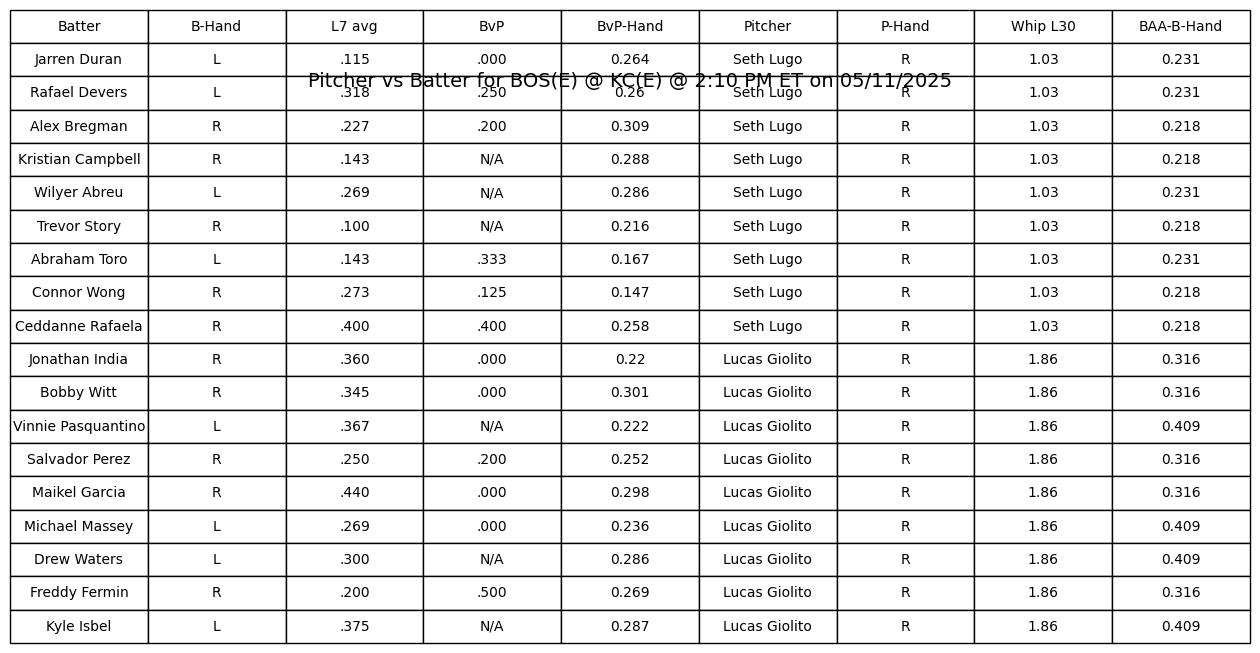 Batter B-Hand L7 avg BvP BvP-Hand Pitcher P-Hand Whip L30 BAA-B-Hand
Jarren Duran L .115 .000 0.264 Seth Lugo R 1.03 0.231
Pitcher vs Batter for BOS(E) @ KC(E) @ 2:10 PM ET on 05/11/2025
Rafael Devers L .318 .250 0.26 Seth Lugo R 1.03 0.231
Alex Bregman R .227 .200 0.309 Seth Lugo R 1.03 0.218
Kristian Campbell R .143 N/A 0.288 Seth Lugo R 1.03 0.218
Wilyer Abreu L .269 N/A 0.286 Seth Lugo R 1.03 0.231
Trevor Story R .100 N/A 0.216 Seth Lugo R 1.03 0.218
Abraham Toro L .143 .333 0.167 Seth Lugo R 1.03 0.231
Connor Wong R .273 .125 0.147 Seth Lugo R 1.03 0.218
Ceddanne Rafaela R .400 .400 0.258 Seth Lugo R 1.03 0.218
Jonathan India R .360 .000 0.22 Lucas Giolito R 1.86 0.316
Bobby Witt R .345 .000 0.301 Lucas Giolito R 1.86 0.316
Vinnie Pasquantino L .367 N/A 0.222 Lucas Giolito R 1.86 0.409
Salvador Perez R .250 .200 0.252 Lucas Giolito R 1.86 0.316
Maikel Garcia R .440 .000 0.298 Lucas Giolito R 1.86 0.316
Michael Massey L .269 .000 0.236 Lucas Giolito R 1.86 0.409
Drew Waters L .300 N/A 0.286 Lucas Giolito R 1.86 0.409
Freddy Fermin R .200 .500 0.269 Lucas Giolito R 1.86 0.316
Kyle Isbel L .375 N/A 0.287 Lucas Giolito R 1.86 0.409